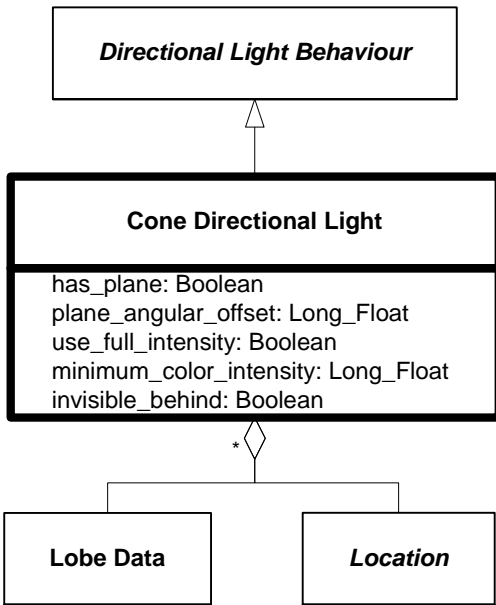 Directional Light Behaviour
Cone Directional Light
has_plane: Boolean
plane_angular_offset: Long_Float
use_full_intensity: Boolean
minimum_color_intensity: Long_Float
invisible_behind: Boolean
*
Lobe Data
Location